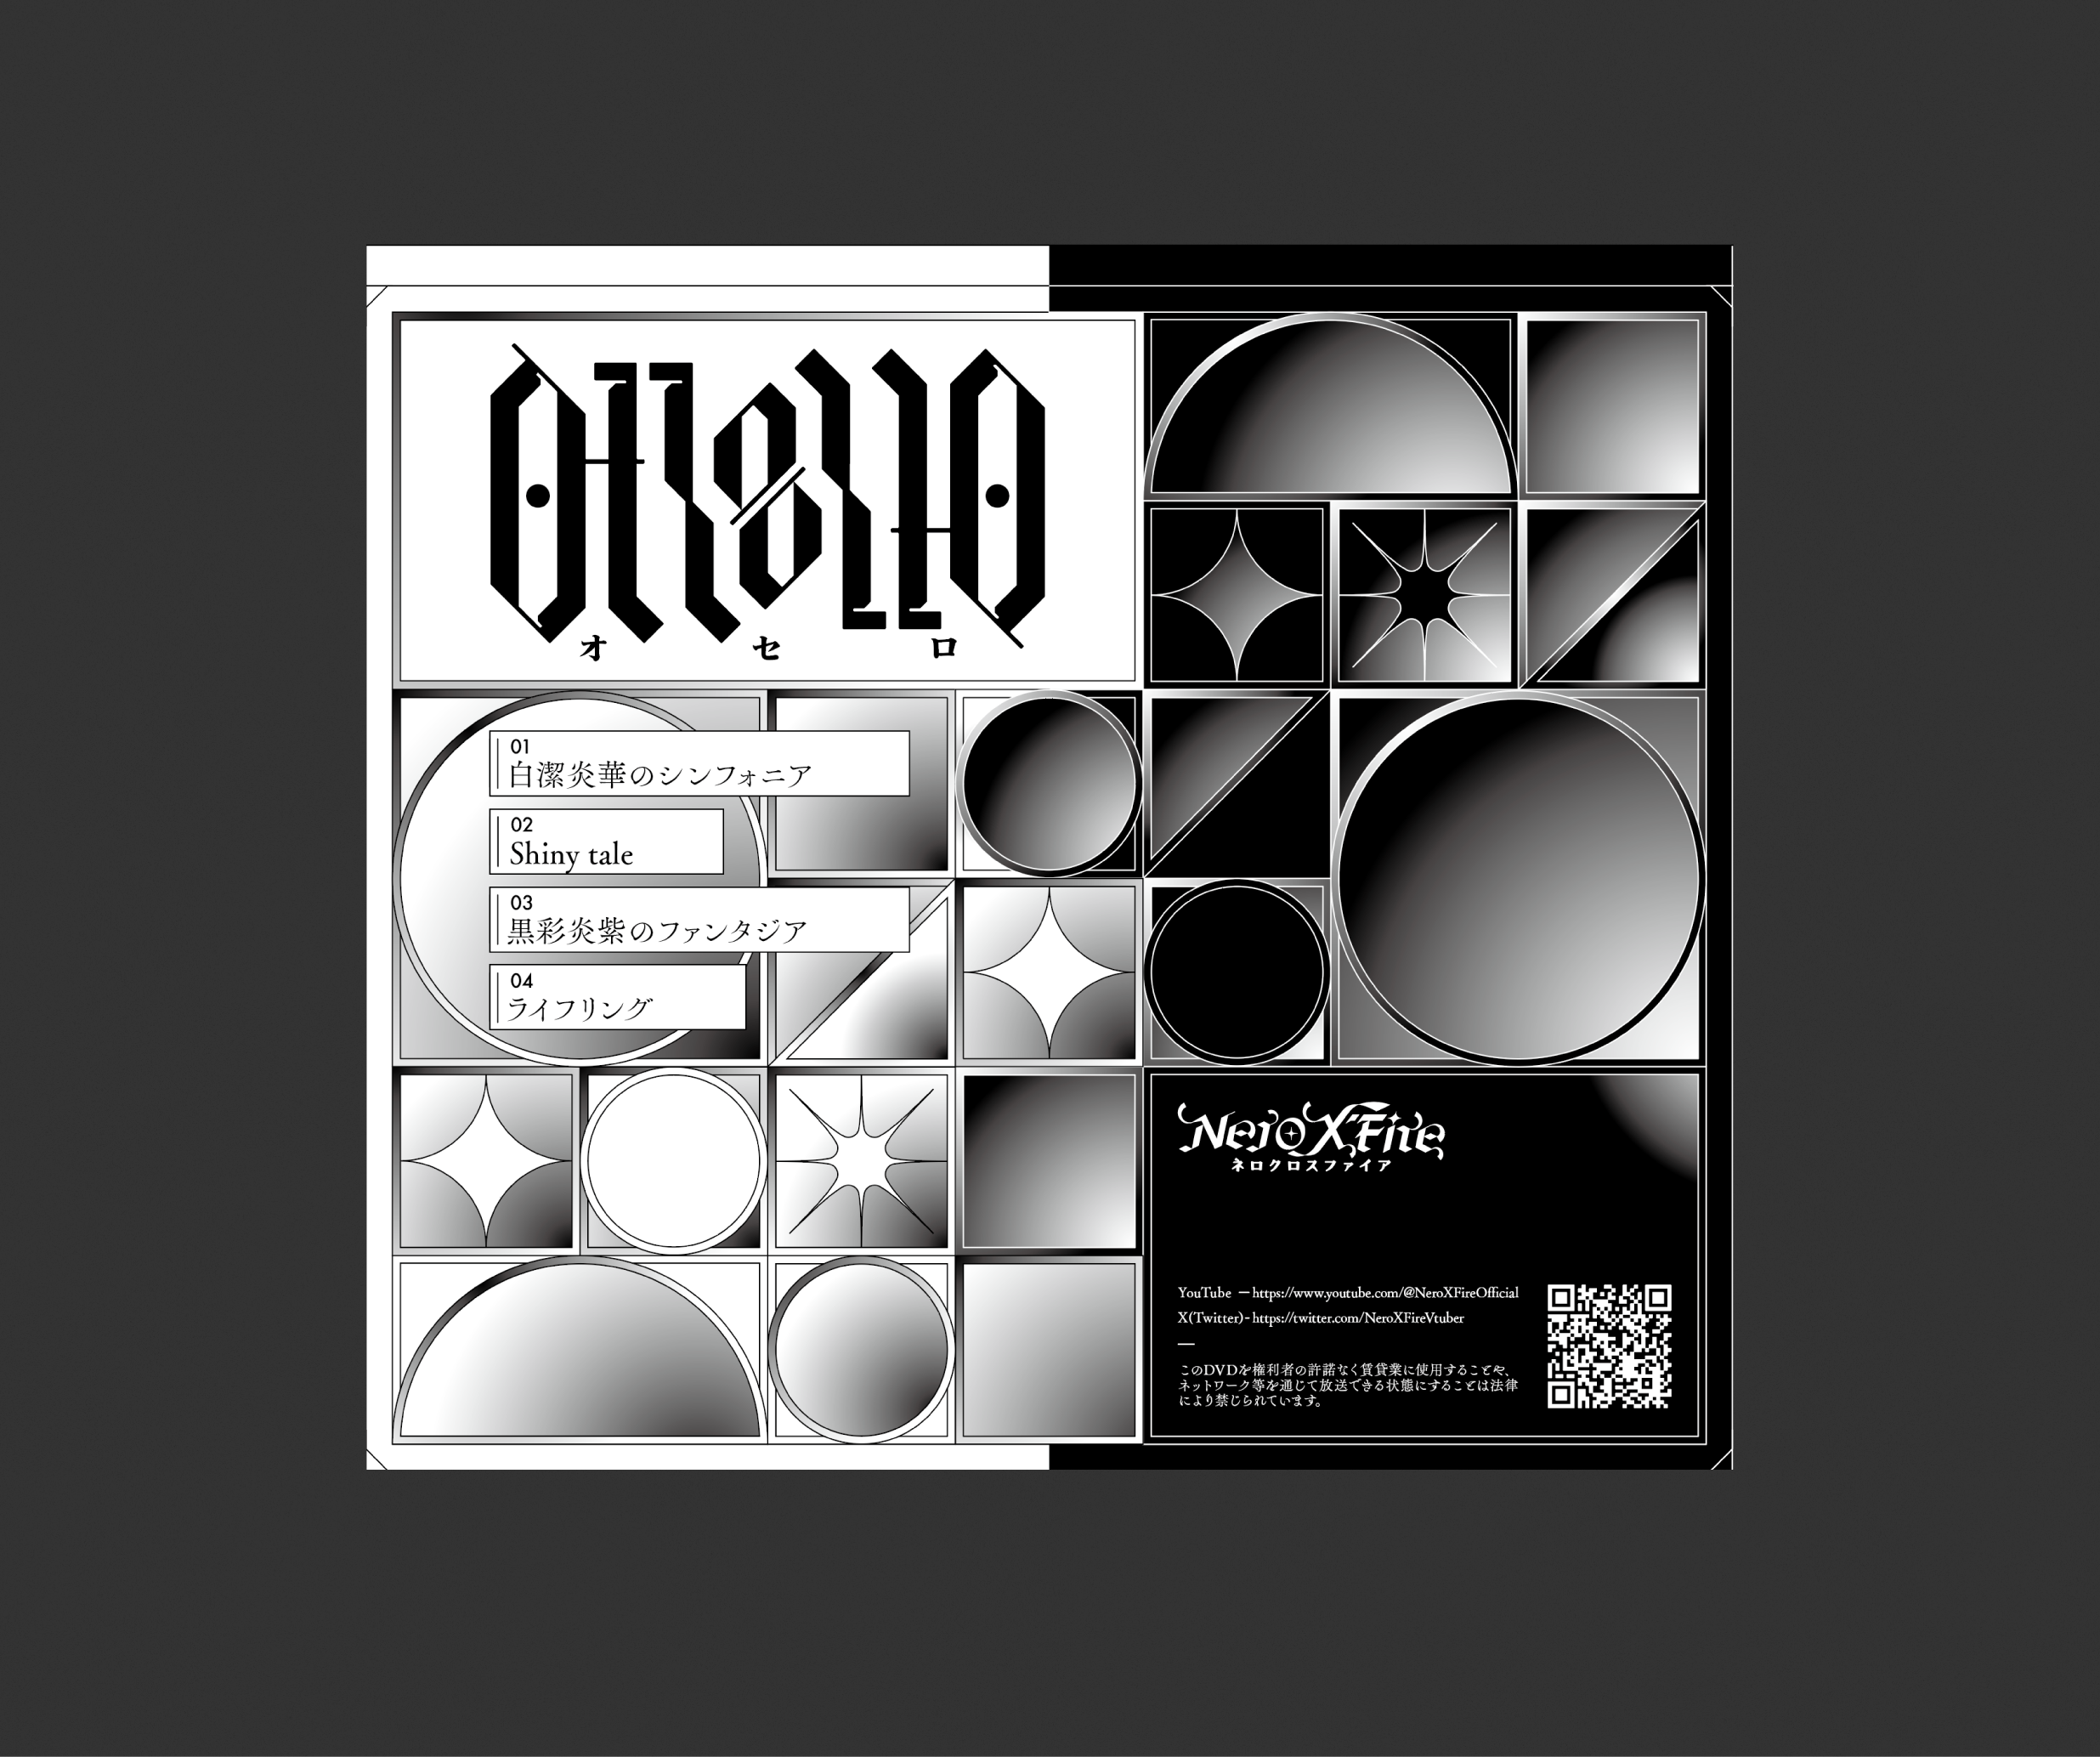 Othello
オセロ
01
白潔炎華のシンフォニア
02
Shiny tale
03
黒彩炎紫のファンタジア
04
ライフリング
NeroXFire
ネロクロスファイア
YouTube —https://www.youtube.com/@NeroXFireOfficial
X(Twitter)-https://twitter.com/NeroXFireVtuber
—
このDVDを権利者の許諾なく賃貸業に使用することや、
ネットワーク等を通じて放送できる状態にすることは法律
により禁じられています。